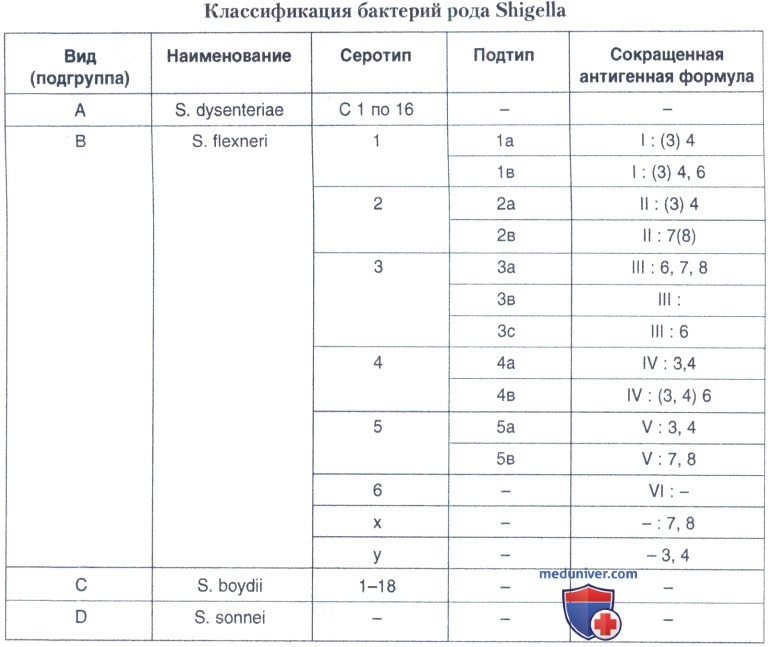 Классификация бактерий рода Shigella
Вид (подгруппа) Наименование Серотип Подтип Сокращенная антигенная формула
A S. dysenteriae С 1 по 16 – –
B S. flexneri 1 1а I : (3) 4
1в I : (3) 4, 6
2 2а II : (3) 4
2в II : 7(8)
3 3а III : 6, 7, 8
3в III :
3с III : 6
4 4а IV : 3,4
4в IV : (3, 4) 6
5 5а V : 3, 4
5в V : 7, 8
6 – VI : –
x – – : 7, 8
y – – 3, 4
C S. boydii 1–18 – –
D S. sonnei – – –
meduniver.com